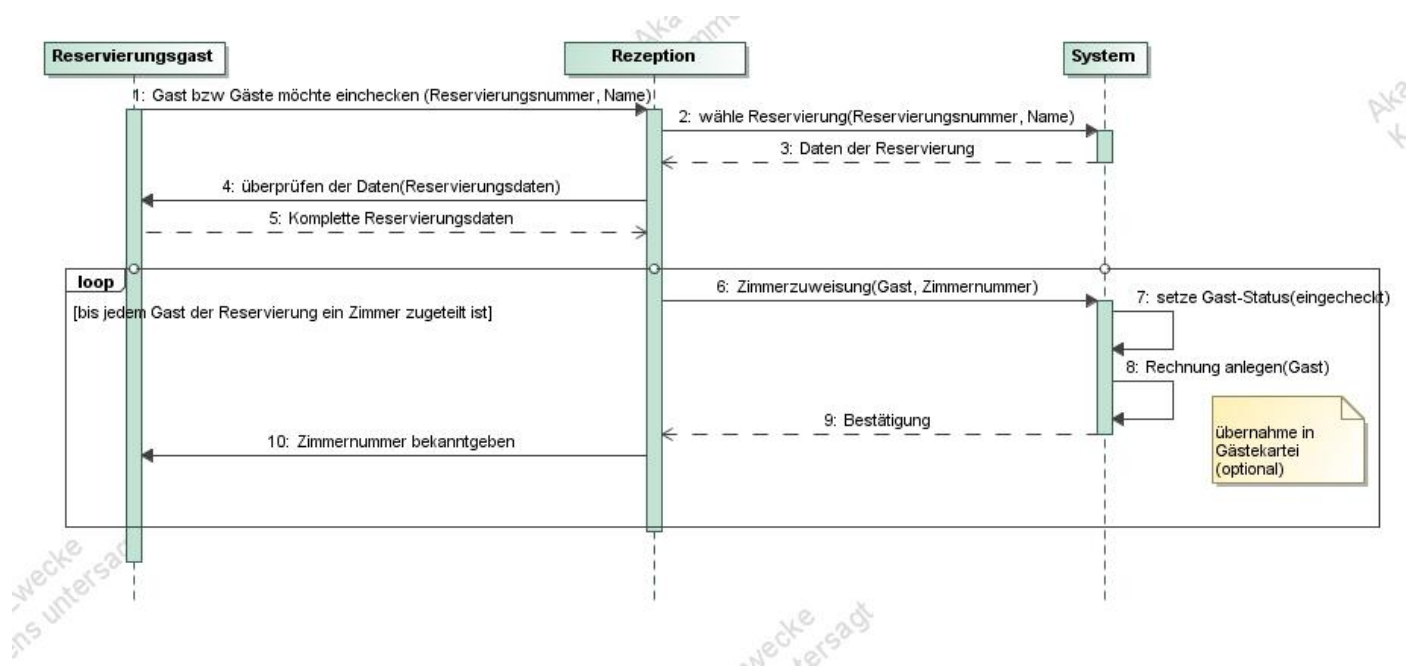 Reservierungsgast
Rezeption
System
1: Gast bzw Gäste möchte einchecken (Reservierungsnummer, Name)
2: wähle Reservierung(Reservierungsnummer, Name)
3: Daten der Reservierung
4: überprüfen der Daten(Reservierungsdaten)
5: Komplette Reservierungsdaten
loop
[bis jedem Gast der Reservierung ein Zimmer zugeteilt ist]
6: Zimmerzuweisung(Gast, Zimmernummer)
7: setze Gast-Status(eingecheckt)
8: Rechnung anlegen(Gast)
9: Bestätigung
10: Zimmernummer bekanntgeben
übernahme in
Gästekartei
(optional)